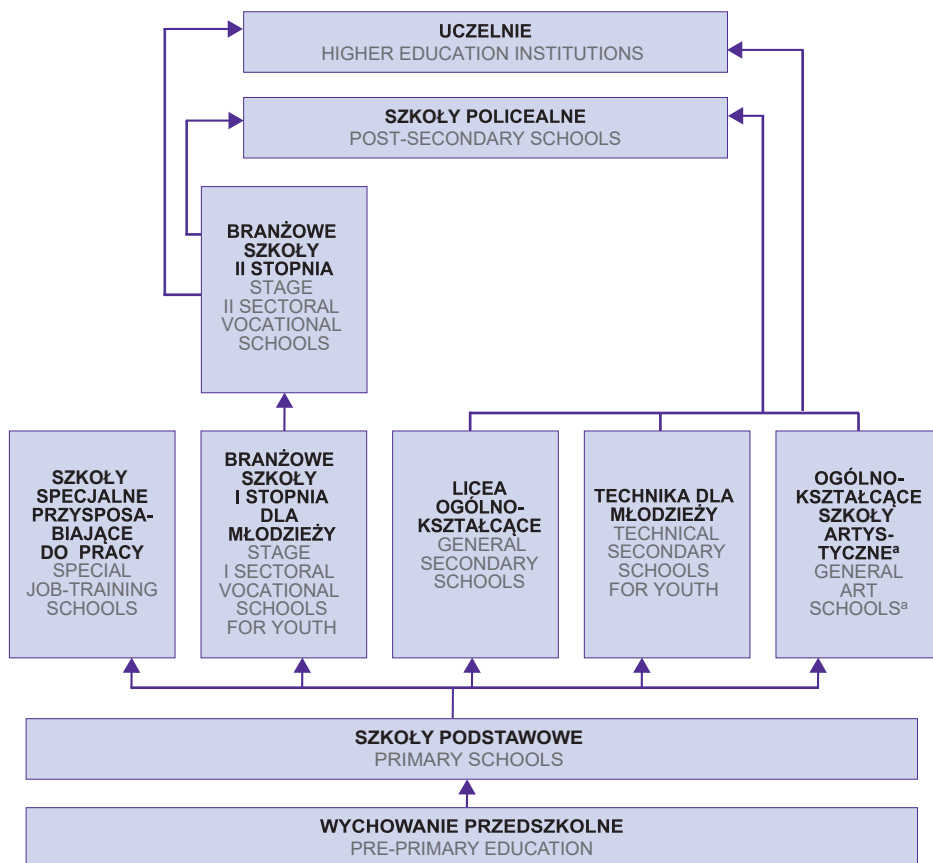 UCZELNIE
HIGHER EDUCATION INSTITUTIONS
SZKOŁY POLICEALNE
POST-SECONDARY SCHOOLS
BRANŻOWE
SZKOŁY
II STOPNIA
STAGE
II SECTORAL
VOCATIONAL
SCHOOLS
SZKOŁY
SPECJALNE
PRZYSPOSA-
BIAJĄCE
DO PRACY
SPECIAL
JOB-TRAINING
SCHOOLS
BRANŻOWE
SZKOŁY
I STOPNIA
DLA
MŁODZIEŻY
STAGE
I SECTORAL
VOCATIONAL
SCHOOLS
FOR YOUTH
LICEA
OGÓLNO-
KSZTAŁCĄCE
GENERAL
SECONDARY
SCHOOLS
TECHNIKA DLA
MŁODZIEŻY
TECHNICAL
SECONDARY
SCHOOLS
FOR YOUTH
OGÓLNO-
KSZTAŁCĄCE
SZKOŁY
ARTYS-
TYCZNEᵃ
GENERAL
ART
SCHOOLSᵃ
SZKOŁY PODSTAWOWE
PRIMARY SCHOOLS
WYCHOWANIE PRZEDSZKOLNE
PRE-PRIMARY EDUCATION